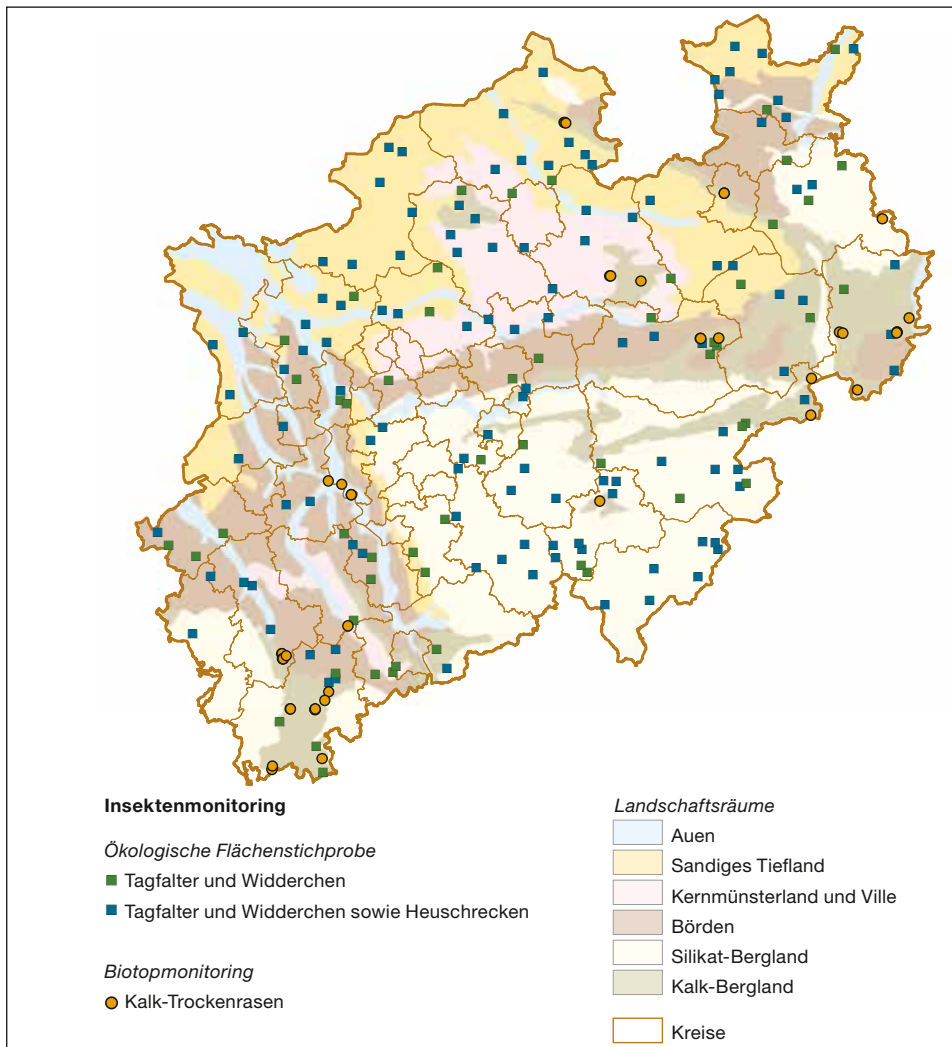 Insektenmonitoring
Ökologische Flächenstichprobe
Tagfalter und Widderchen
Tagfalter und Widderchen sowie Heuschrecken
Biotopmonitoring
Kalk-Trockenrasen
Landschaftsräume
Auen
Sandiges Tiefland
Kernmünsterland und Ville
Börden
Silikat-Bergland
Kalk-Bergland
Kreise